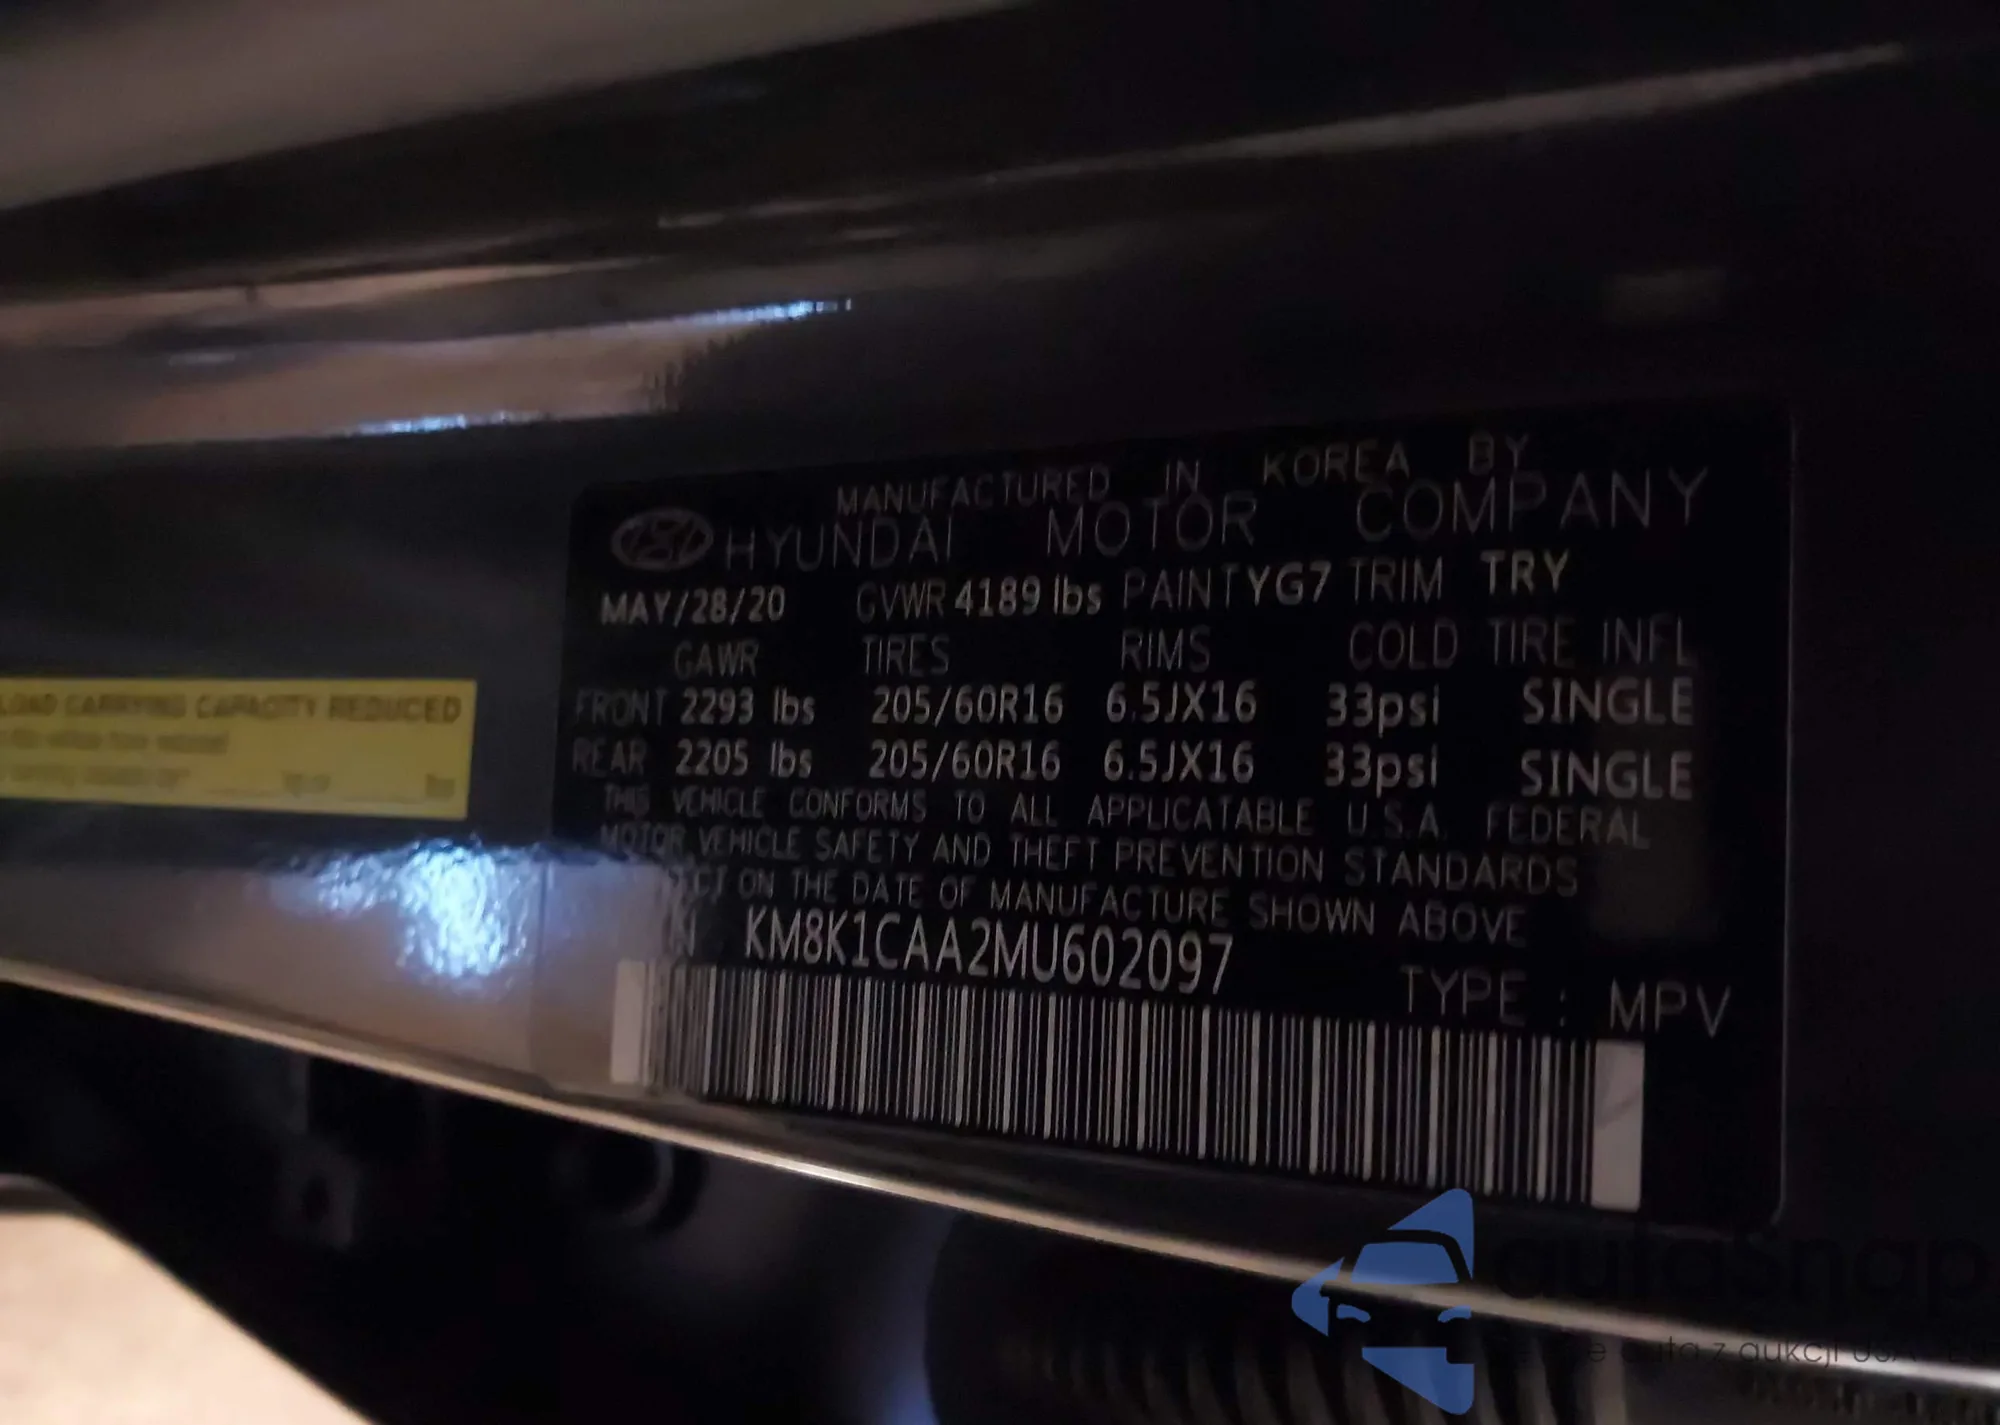 LOAD CARRYING CAPACITY REDUCED
MANUFACTURED IN KOREA BY
HYUNDAI MOTOR COMPANY
MAY/28/20 GVWR 4189 lbs PAINT YG7 TRIM TRY
GAWR TIRES RIMS COLD TIRE INFL
FRONT 2293 lbs 205/60R16 6.5JX16 33psi SINGLE
REAR 2205 lbs 205/60R16 6.5JX16 33psi SINGLE
THIS VEHICLE CONFORMS TO ALL APPLICATABLE U.S.A. FEDERAL
MOTOR VEHICLE SAFETY AND THEFT PREVENTION STANDARDS
ON THE DATE OF MANUFACTURE SHOWN ABOVE
KM8K1CAA2MU602097
TYPE : MPV
auta z aukcji USA